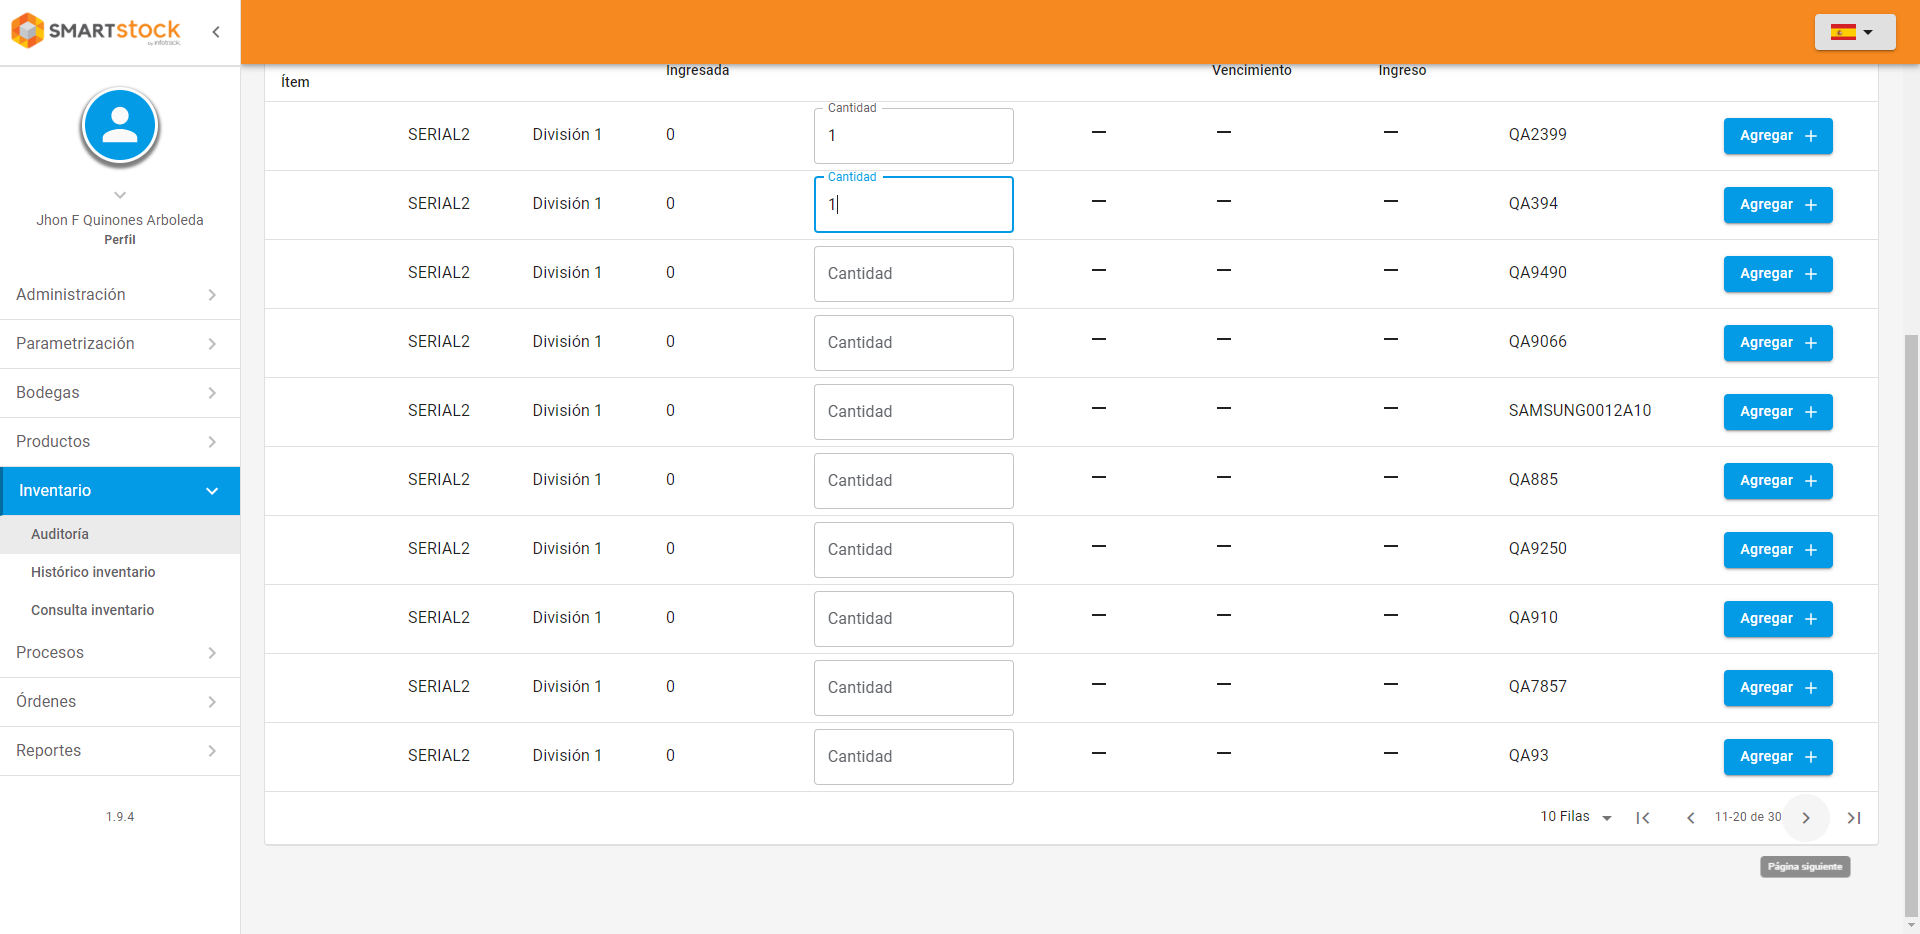 SMARTstock
by infotrack.
Jhon F Quinones Arboleda
Perfil
Administración
Parametrización
Bodegas
Productos
Inventario
Auditoría
Histórico inventario
Consulta inventario
Procesos
Órdenes
Reportes
1.9.4
Ítem Ingresada Vencimiento Ingreso
Cantidad
SERIAL2 División 1 0 1 — — — QA2399 Agregar +
Cantidad
SERIAL2 División 1 0 1 — — — QA394 Agregar +
SERIAL2 División 1 0 Cantidad — — — QA9490 Agregar +
SERIAL2 División 1 0 Cantidad — — — QA9066 Agregar +
SERIAL2 División 1 0 Cantidad — — — SAMSUNG0012A10 Agregar +
SERIAL2 División 1 0 Cantidad — — — QA885 Agregar +
SERIAL2 División 1 0 Cantidad — — — QA9250 Agregar +
SERIAL2 División 1 0 Cantidad — — — QA910 Agregar +
SERIAL2 División 1 0 Cantidad — — — QA7857 Agregar +
SERIAL2 División 1 0 Cantidad — — — QA93 Agregar +
10 Filas 11-20 de 30
Página siguiente